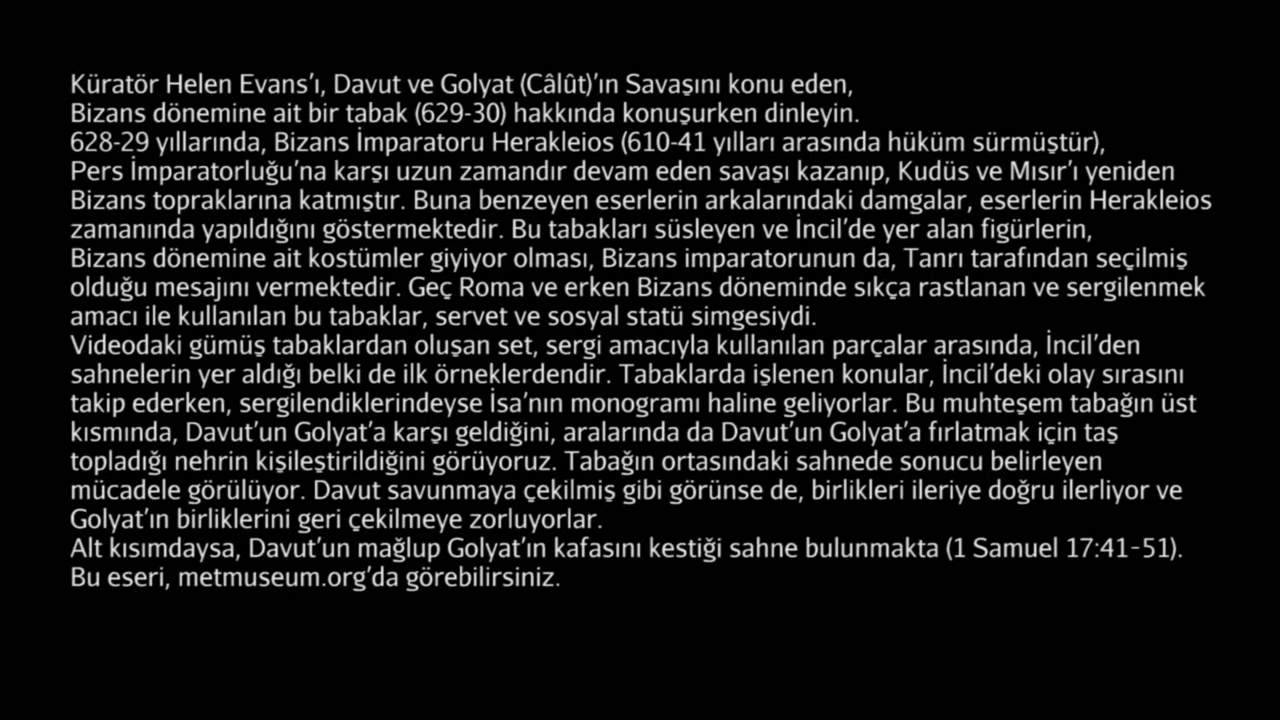 Küratör Helen Evans’ı, Davut ve Golyat (Câlût)’ın Savaşını konu eden,
Bizans dönemine ait bir tabak (629-30) hakkında konuşurken dinleyin.
628-29 yıllarında, Bizans İmparatoru Herakleios (610-41 yılları arasında hüküm sürmüştür),
Pers İmparatorluğu’na karşı uzun zamandır devam eden savaşı kazanıp, Kudüs ve Mısır’ı yeniden
Bizans topraklarına katmıştır. Buna benzeyen eserlerin arkalarındaki damgalar, eserlerin Herakleios
zamanında yapıldığını göstermektedir. Bu tabakları süsleyen ve İncil’de yer alan figürlerin,
Bizans dönemine ait kostümler giyiyor olması, Bizans imparatorunun da, Tanrı tarafından seçilmiş
olduğu mesajını vermektedir. Geç Roma ve erken Bizans döneminde sıkça rastlanan ve sergilenmek
amacı ile kullanılan bu tabaklar, servet ve sosyal statü simgesiydi.
Videodaki gümüş tabaklardan oluşan set, sergi amacıyla kullanılan parçalar arasında, İncil’den
sahnelerin yer aldığı belki de ilk örneklerdendir. Tabaklarda işlenen konular, İncil’deki olay sırasını
takip ederken, sergilendiklerindeyse İsa’nın monogramı haline geliyorlar. Bu muhteşem tabağın üst
kısmında, Davut’un Golyat’a karşı geldiğini, aralarında da Davut’un Golyat’a fırlatmak için taş
topladığı nehrin kişileştirildiğini görüyoruz. Tabağın ortasındaki sahnede sonucu belirleyen
mücadele görülüyor. Davut savunmaya çekilmiş gibi görünse de, birlikleri ileriye doğru ilerliyor ve
Golyat’ın birliklerini geri çekilmeye zorluyorlar.
Alt kısımdaysa, Davut’un mağlup Golyat’ın kafasını kestiği sahne bulunmakta (1 Samuel 17:41-51).
Bu eseri, metmuseum.org’da görebilirsiniz.